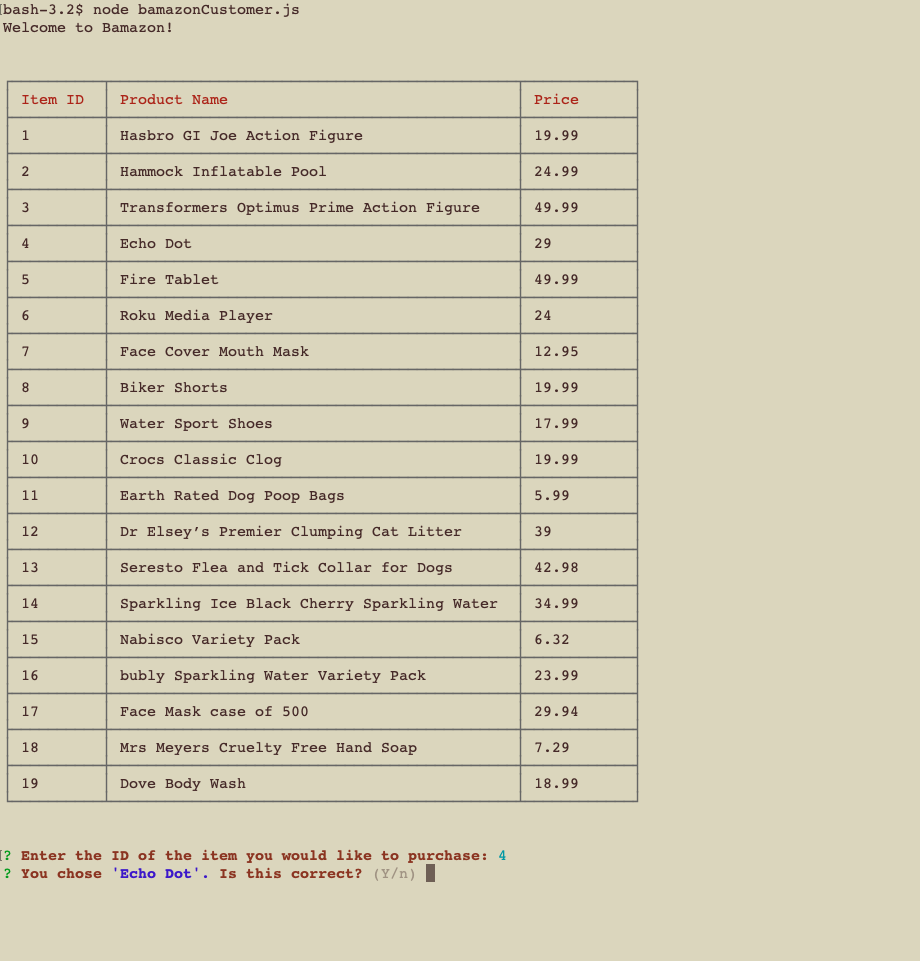 [bash-3.2$ node bamazonCustomer.js
Welcome to Bamazon!
Item ID Product Name Price
1 Hasbro GI Joe Action Figure 19.99
2 Hammock Inflatable Pool 24.99
3 Transformers Optimus Prime Action Figure 49.99
4 Echo Dot 29
5 Fire Tablet 49.99
6 Roku Media Player 24
7 Face Cover Mouth Mask 12.95
8 Biker Shorts 19.99
9 Water Sport Shoes 17.99
10 Crocs Classic Clog 19.99
11 Earth Rated Dog Poop Bags 5.99
12 Dr Elsey’s Premier Clumping Cat Litter 39
13 Seresto Flea and Tick Collar for Dogs 42.98
14 Sparkling Ice Black Cherry Sparkling Water 34.99
15 Nabisco Variety Pack 6.32
16 bubly Sparkling Water Variety Pack 23.99
17 Face Mask case of 500 29.94
18 Mrs Meyers Cruelty Free Hand Soap 7.29
19 Dove Body Wash 18.99
[? Enter the ID of the item you would like to purchase: 4
? You chose 'Echo Dot'. Is this correct? (Y/n)